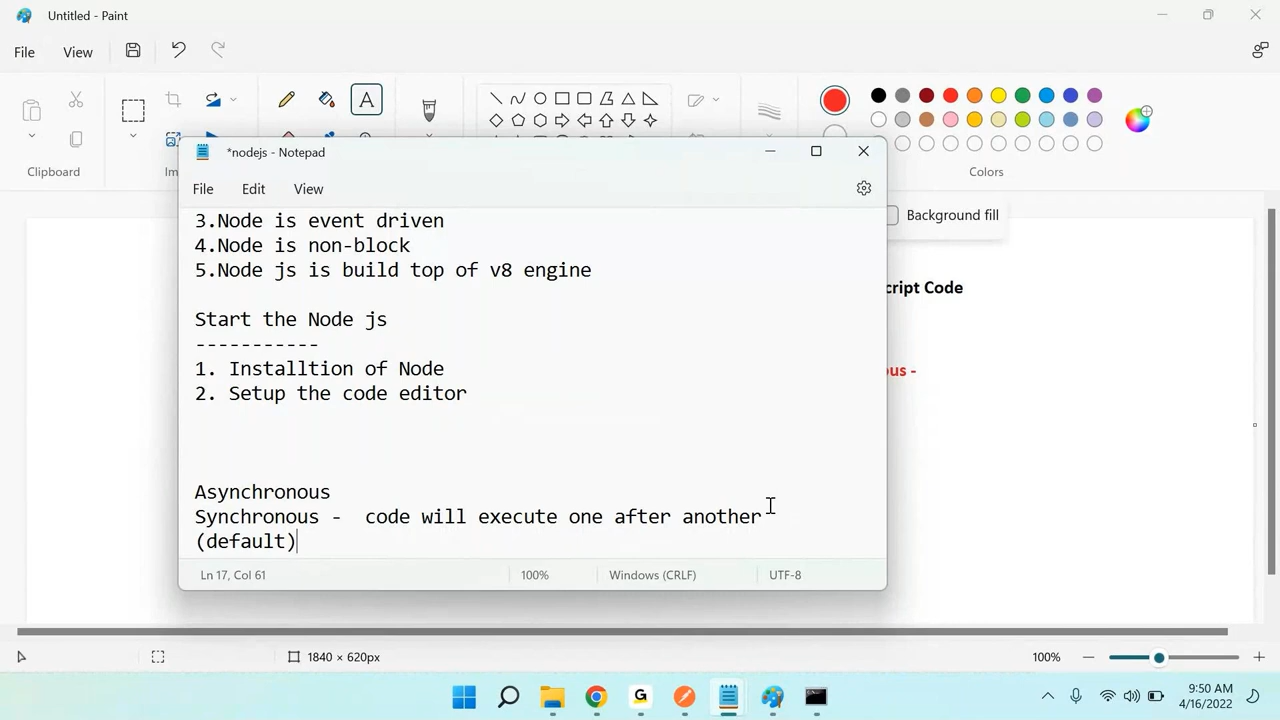 Untitled - Paint
File
View
Clipboard
Im
Colors
*nodejs - Notepad
File
Edit
View
Background fill
3.Node is event driven
4.Node is non-block
5.Node js is build top of v8 engine
cript Code
Start the Node js
-----------
1. Installtion of Node
2. Setup the code editor
us -
Asynchronous
Synchronous -  code will execute one after another
(default)
Ln 17, Col 61
100%
Windows (CRLF)
UTF-8
1840 × 620px
100%
9:50 AM
4/16/2022